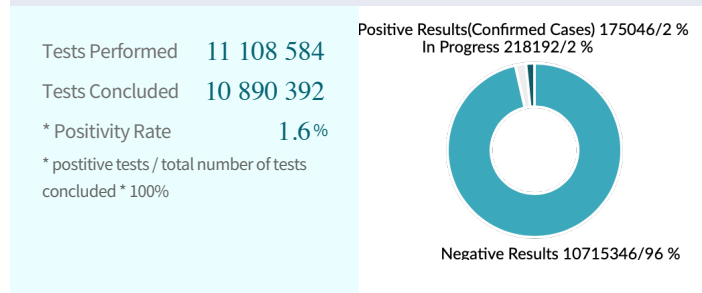 Tests Performed 11 108 584
Tests Concluded 10 890 392
* Positivity Rate 1.6%
* postitive tests / total number of tests
concluded * 100%
Positive Results(Confirmed Cases) 175046/2 %
In Progress 218192/2 %
Negative Results 10715346/96 %